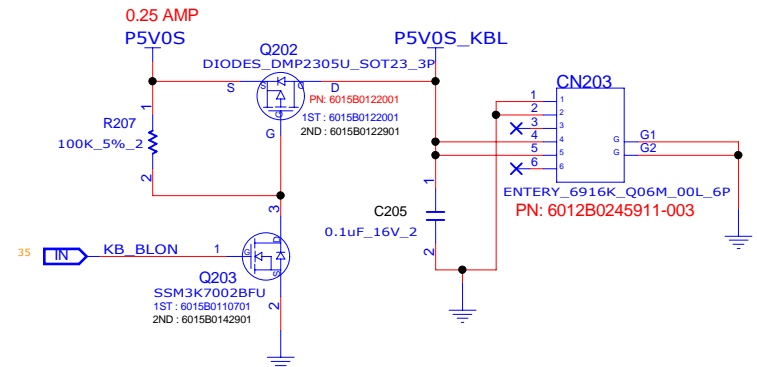 0.25 AMP
P5V0S
Q202
DIODES_DMP2305U_SOT23_3P
P5V0S_KBL
S
S
D
D
G
G
PN: 6015B0122001
1ST : 6015B0122001
2ND : 6015B0122901
CN203
1
1
2
2
3
3
4
4
5
5
6
6
G
G1
G
G2
ENTERY_6916K_Q06M_00L_6P
PN: 6012B0245911-003
1
R207
100K_5%_2
2
1
C205
0.1uF_16V_2
2
3
D
35
IN
KB_BLON
1
G
S
Q203
2
SSM3K7002BFU
1ST : 6015B0110701
2ND : 6015B0142901